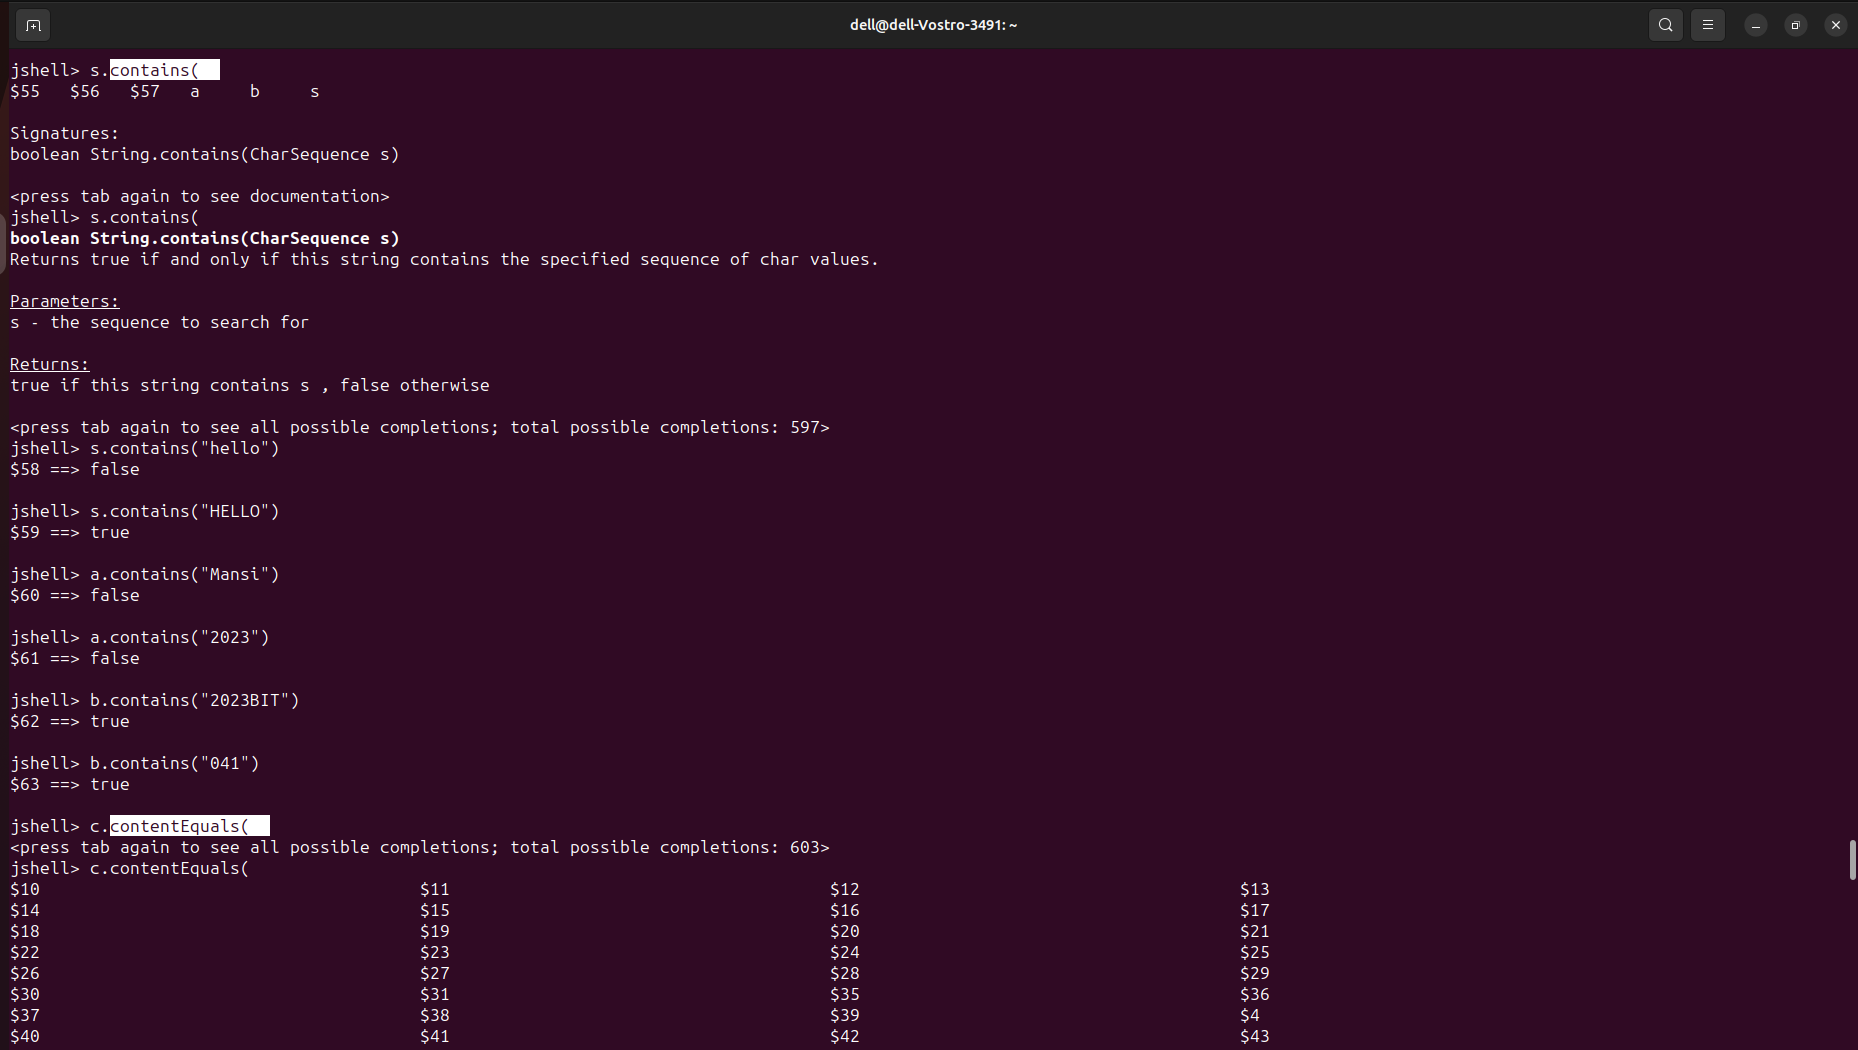 dell@dell-Vostro-3491: ~
jshell> s.contains(
$55   $56   $57   a     b     s
Signatures:
boolean String.contains(CharSequence s)
<press tab again to see documentation>
jshell> s.contains(
boolean String.contains(CharSequence s)
Returns true if and only if this string contains the specified sequence of char values.
Parameters:
s - the sequence to search for
Returns:
true if this string contains s , false otherwise
<press tab again to see all possible completions; total possible completions: 597>
jshell> s.contains("hello")
$58 ==> false
jshell> s.contains("HELLO")
$59 ==> true
jshell> a.contains("Mansi")
$60 ==> false
jshell> a.contains("2023")
$61 ==> false
jshell> b.contains("2023BIT")
$62 ==> true
jshell> b.contains("041")
$63 ==> true
jshell> c.contentEquals(
<press tab again to see all possible completions; total possible completions: 603>
jshell> c.contentEquals(
$10   $11   $12   $13
$14   $15   $16   $17
$18   $19   $20   $21
$22   $23   $24   $25
$26   $27   $28   $29
$30   $31   $35   $36
$37   $38   $39   $4
$40   $41   $42   $43